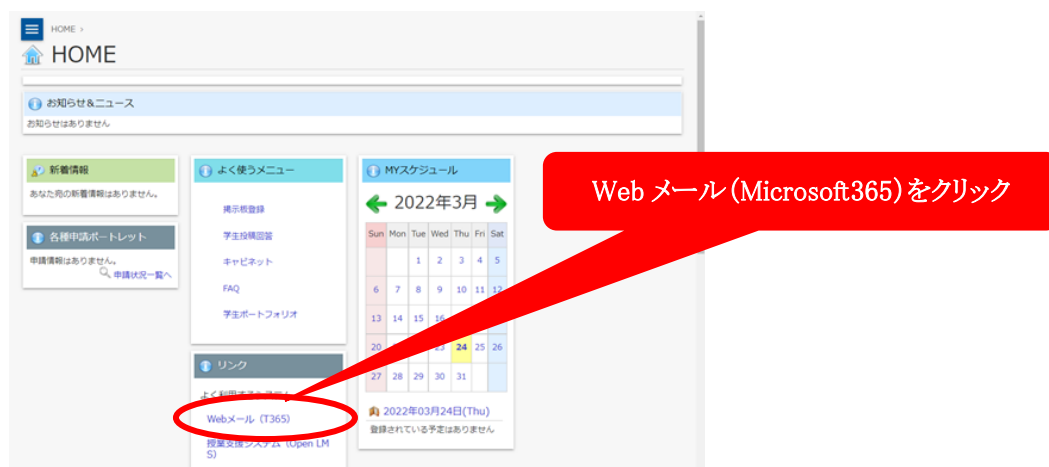 HOME >
HOME
お知らせ&ニュース
お知らせはありません
新着情報
あなた宛の新着情報はありません。
各種申請ポートレット
申請情報はありません。
申請状況一覧へ
よく使うメニュー
掲示板登録
学生投稿回答
キャビネット
FAQ
学生ポートフォリオ
リンク
Webメール (T365)
授業支援システム (Open LM
S)
MYスケジュール
2022年3月
Sun Mon Tue Wed Thu Fri Sat
1 2 3 4 5
6 7 8 9 10 11 12
13 14 15 16
20 23 24 25 26
27 28 29 30 31
2022年03月24日(Thu)
登録されている予定はありません
Web メール(Microsoft365)をクリック